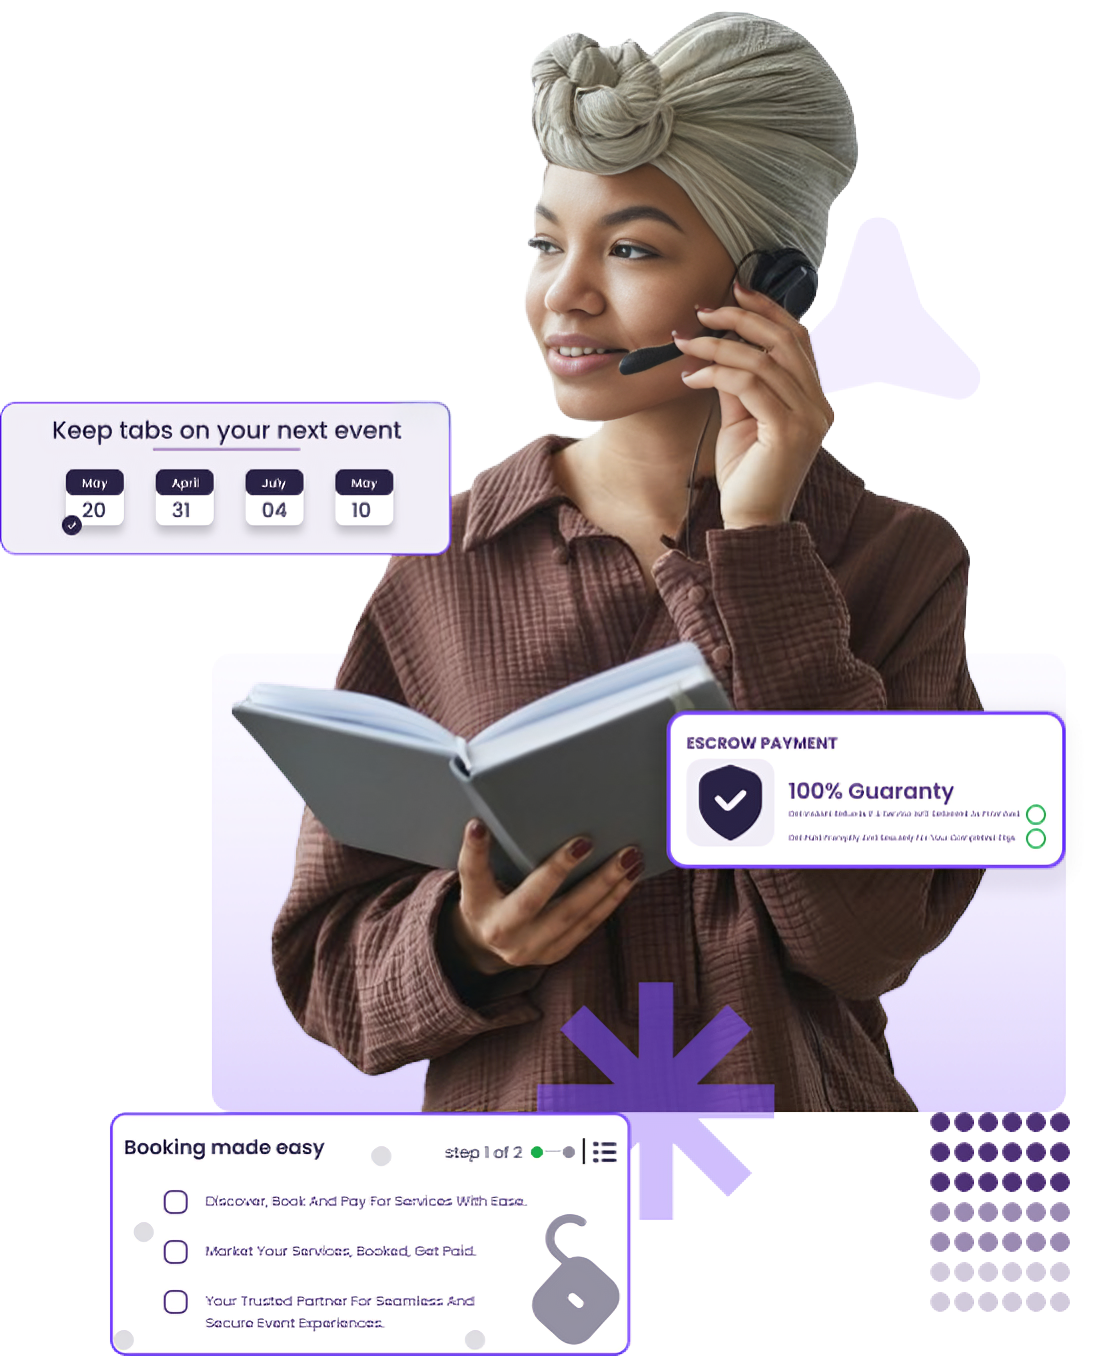 Keep tabs on your next event
May April July May
20 31 04 10
ESCROW PAYMENT
100% Guaranty
Booking made easy
step 1 of 2
Discover, Book And Pay For Services With Ease.
Market Your Services, Booked, Get Paid.
Your Trusted Partner For Seamless And
Secure Event Experiences.